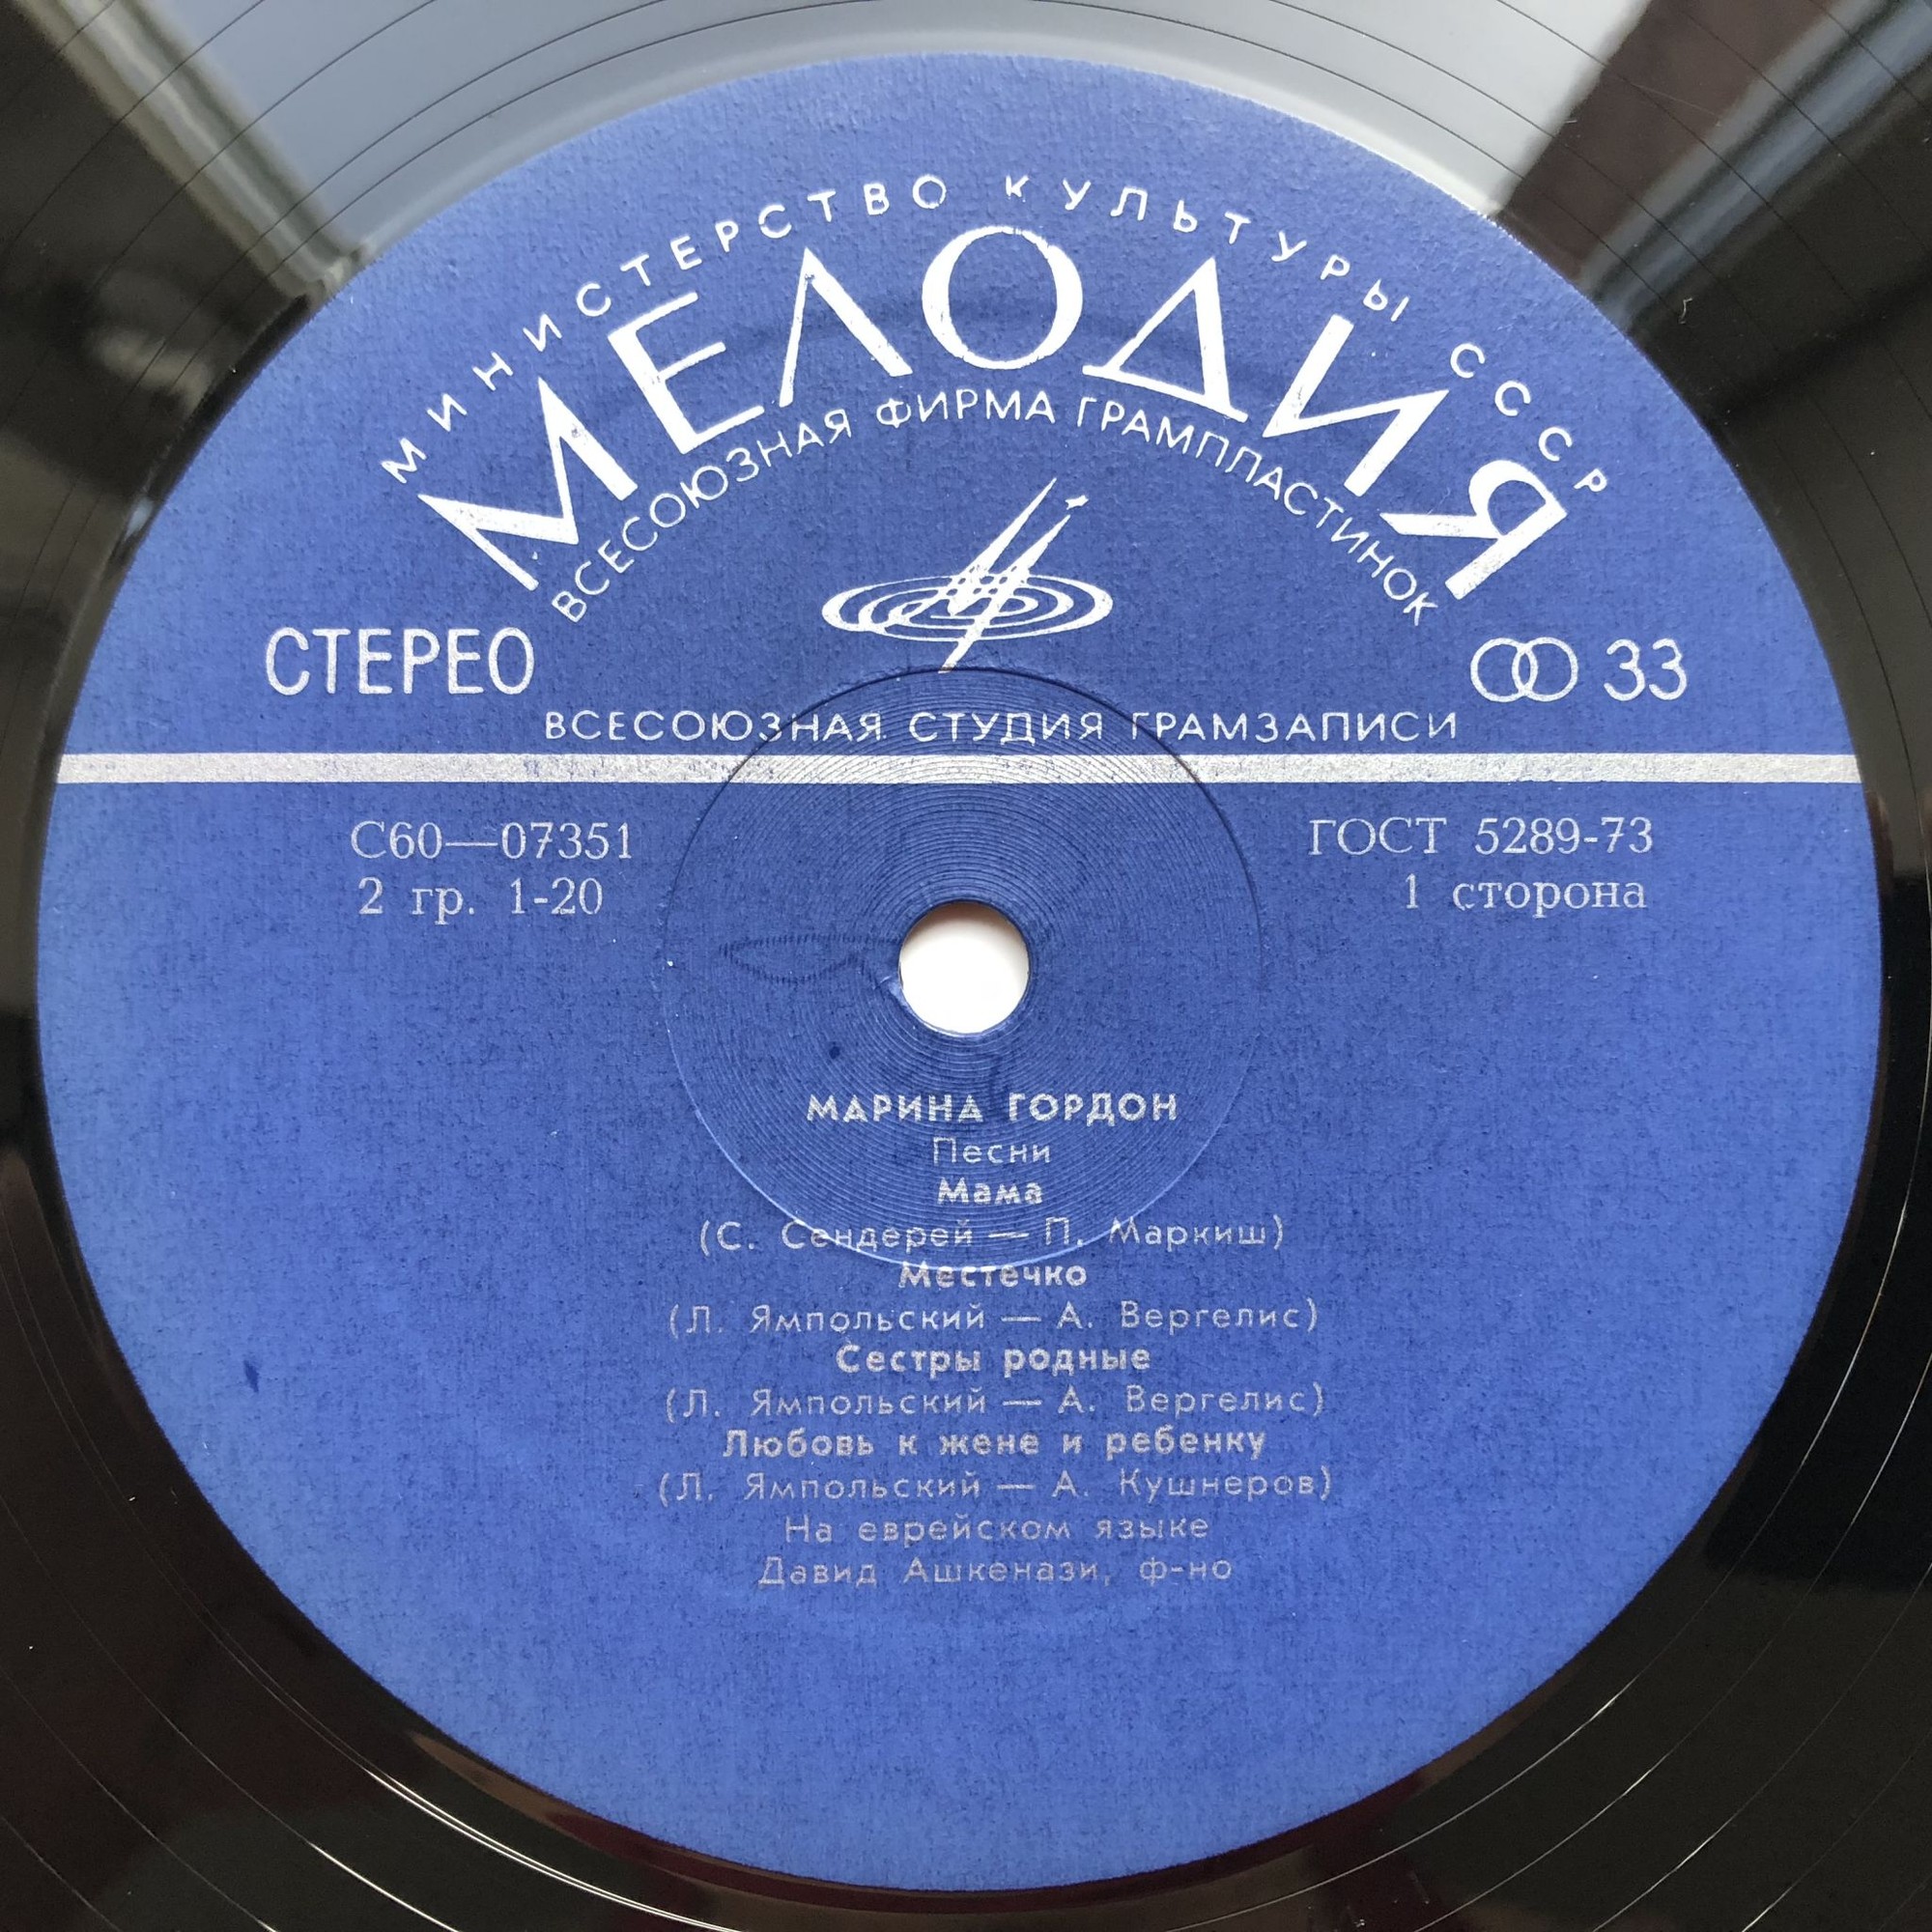 МИНИСТЕРСТВО КУЛЬТУРЫ СССР
МЕЛОДИЯ
ВСЕСОЮЗНАЯ ФИРМА ГРАМПЛАСТИНОК
СТЕРЕО
33
ВСЕСОЮЗНАЯ СТУДИЯ ГРАМЗАПИСИ
С60—07351
ГОСТ 5289-73
2 гр. 1-20
1 сторона
МАРИНА ГОРДОН
Песни
Мама
(С. Сендерей — П. Маркиш)
Местечко
(Л. Ямпольский — А. Вергелис)
Сестры родные
(Л. Ямпольский — А. Вергелис)
Любовь к жене и ребенку
(Л. Ямпольский — А. Кушнеров)
На еврейском языке
Давид Ашкенази, ф-но